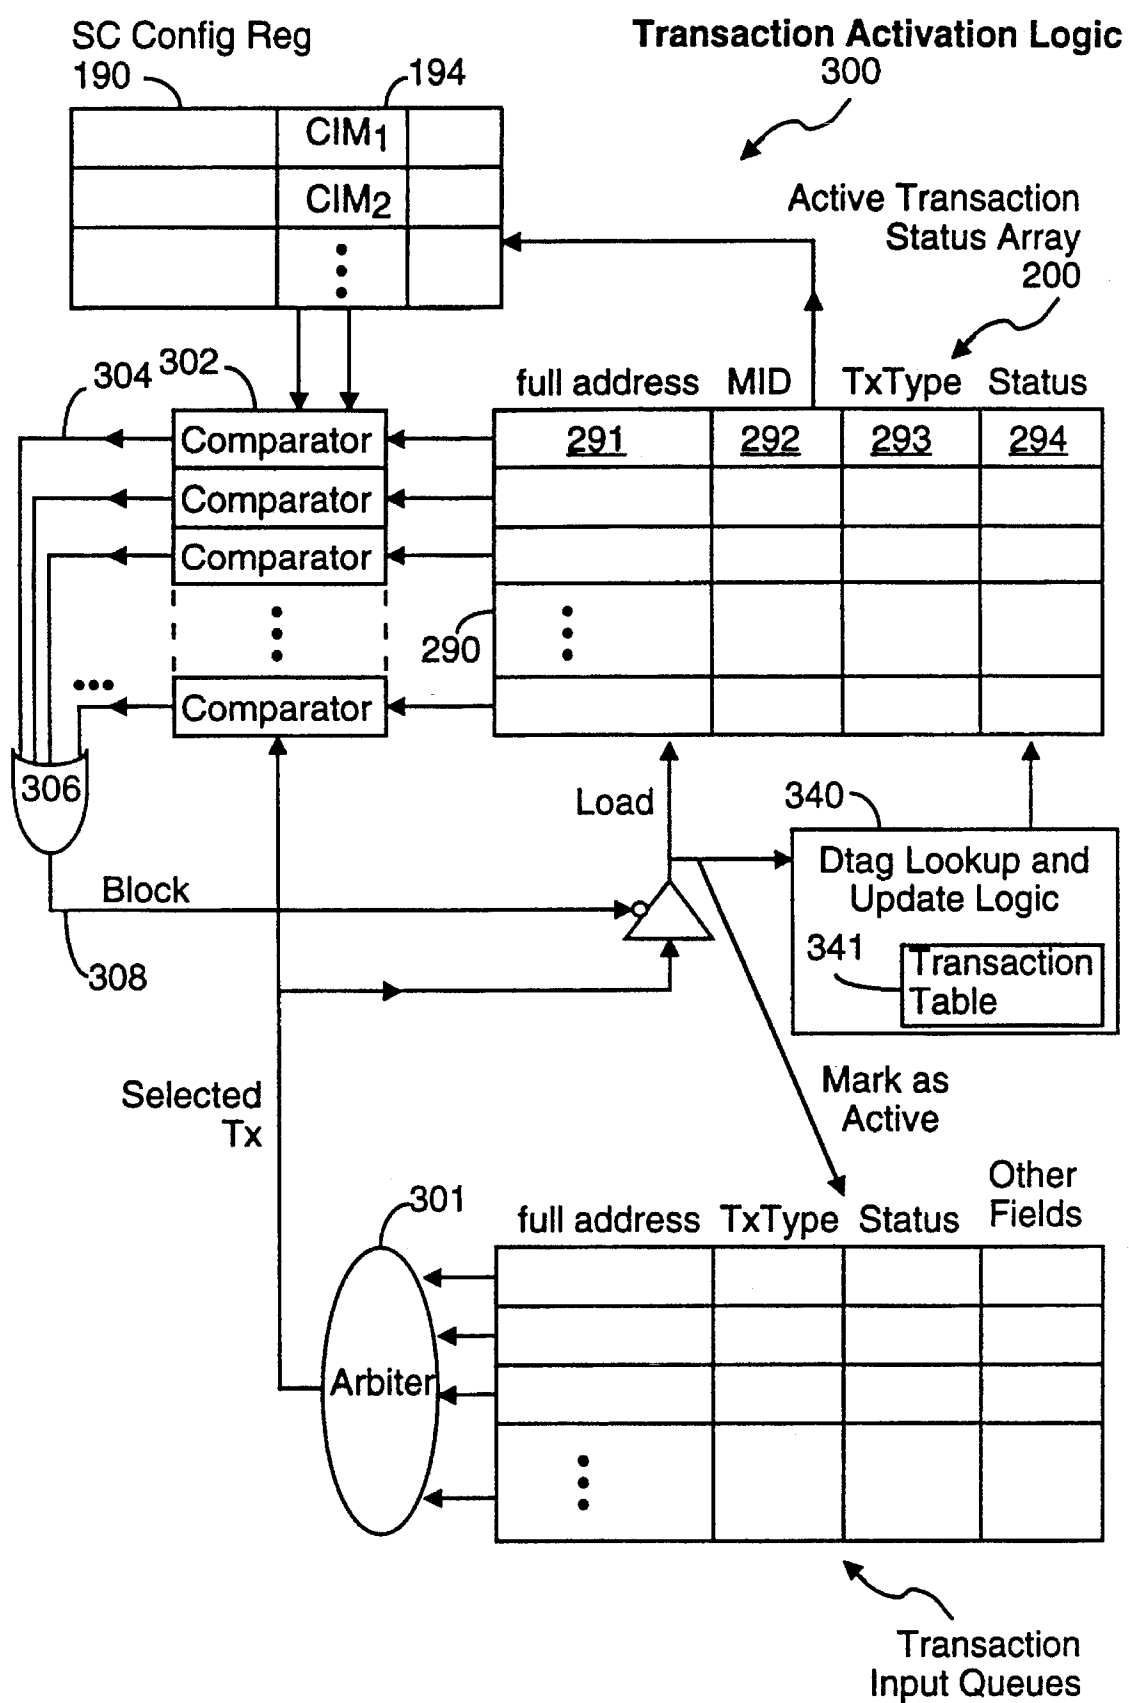 SC Config Reg
190
194
Transaction Activation Logic
300
CIM1
CIM2
Active Transaction
Status Array
200
304
302
full address
MID
TxType
Status
Comparator
291
292
293
294
Comparator
Comparator
290
Comparator
306
Load
340
Dtag Lookup and
Update Logic
Block
308
341
Transaction
Table
Selected
Tx
Mark as
Active
301
full address
TxType
Status
Other
Fields
Arbiter
Transaction
Input Queues